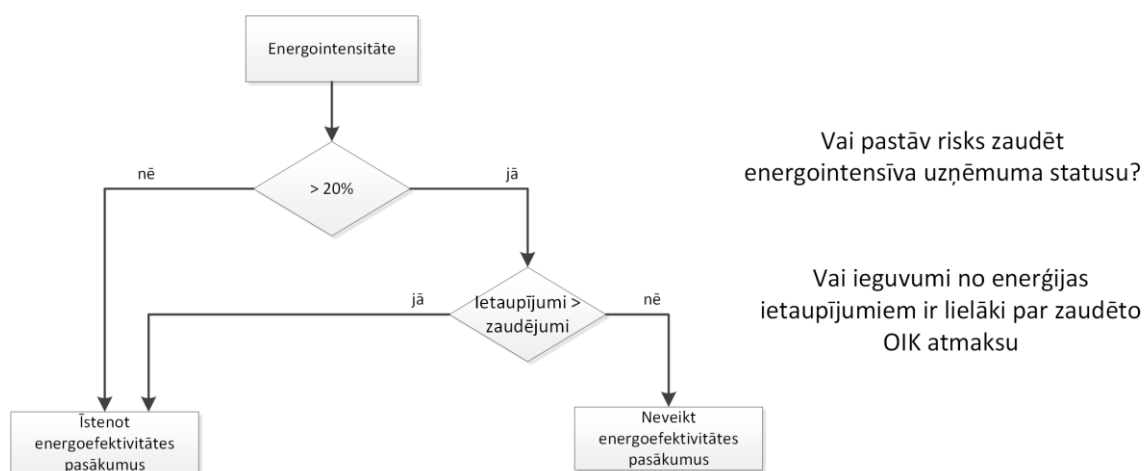 Energointensitāte
nē
> 20%
jā
Vai pastāv risks zaudēt
energointensīva uzņēmuma statusu?
jā
Ietaupījumi >
zaudējumi
nē
Vai ieguvumi no enerģijas
ietaupījumiem ir lielāki par zaudēto
OIK atmaksu
Īstenot
energoefektivitātes
pasākumus
Neveikt
energoefektivitātes
pasākumus